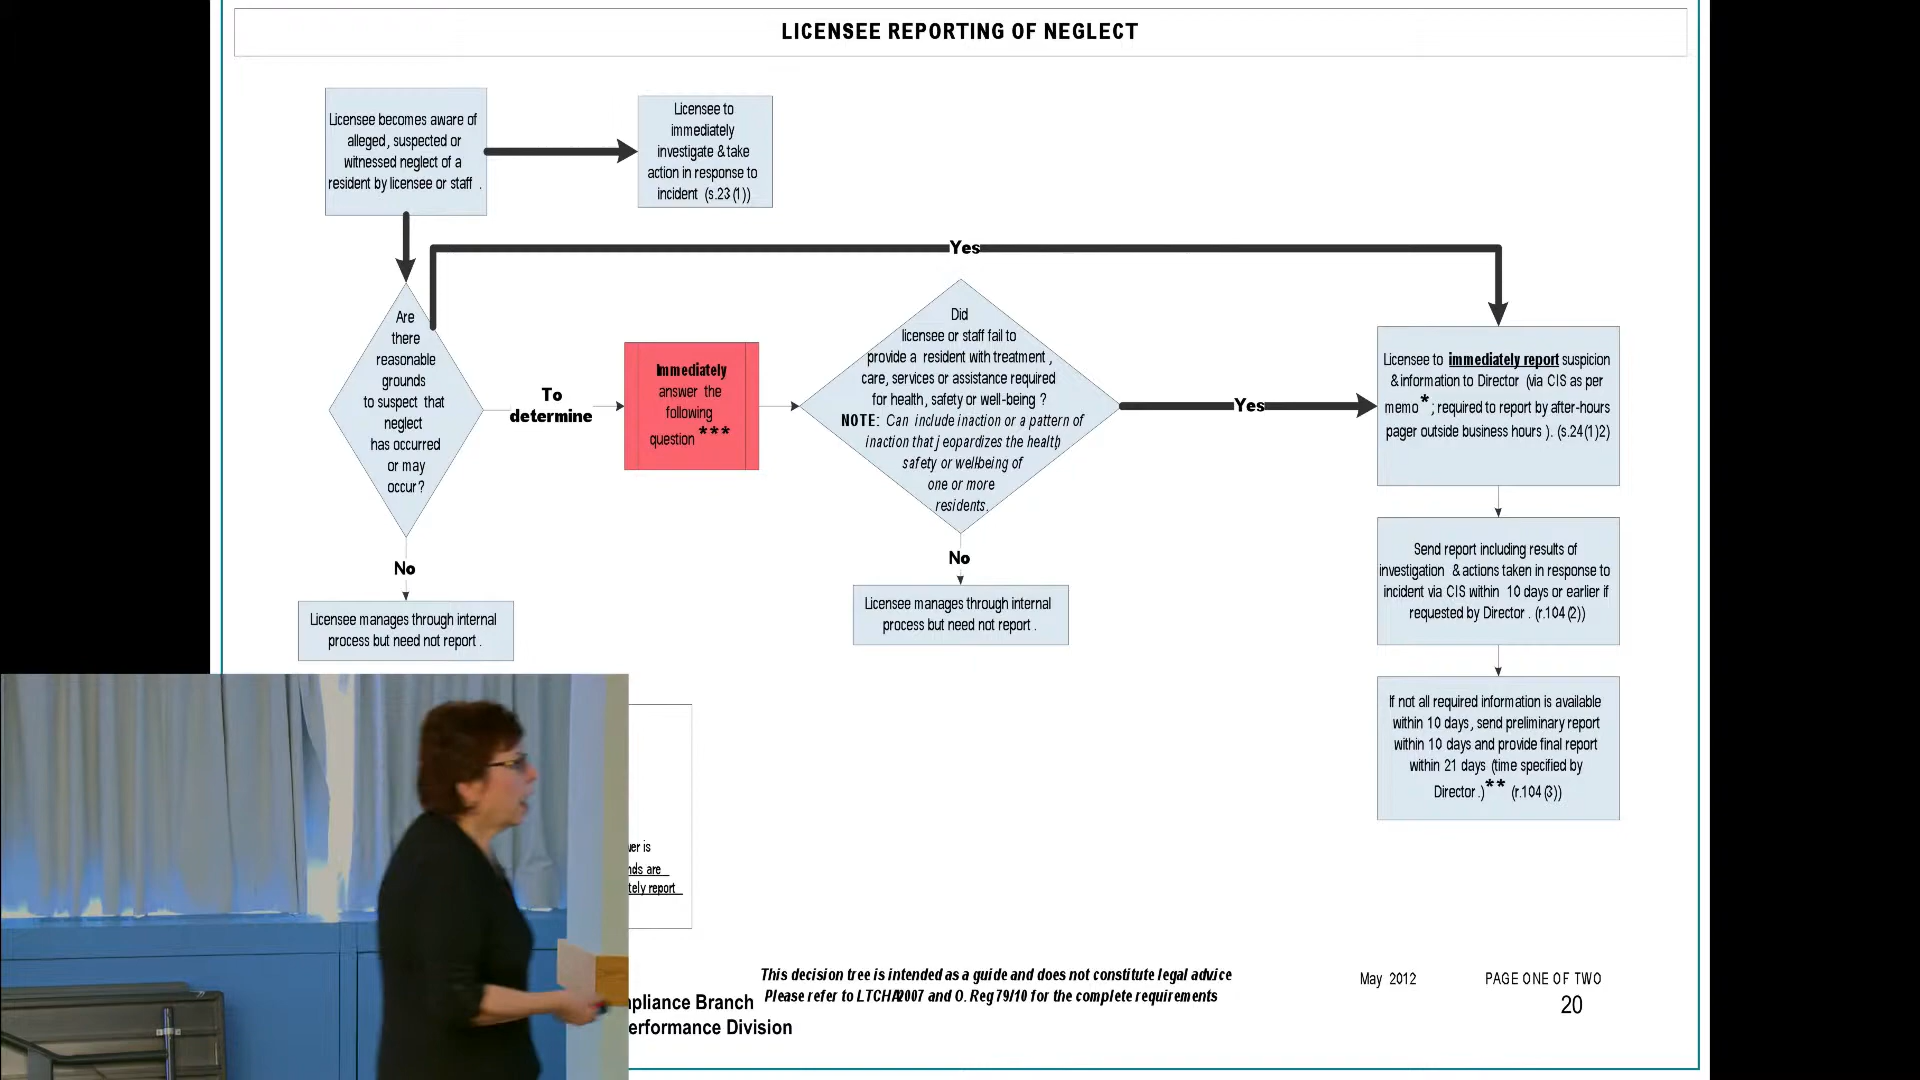 LICENSEE REPORTING OF NEGLECT
Licensee becomes aware of
alleged, suspected or
witnessed neglect of a
resident by licensee or staff .
Licensee to
immediately
investigate & take
action in response to
incident (s.23 (1))
Yes
Are
there
reasonable
grounds
to suspect that
neglect
has occurred
or may
occur?
To
determine
Immediately
answer the
following
question ***
Did
licensee or staff fail to
provide a resident with treatment ,
care, services or assistance required
for health, safety or well-being ?
NOTE: Can include inaction or a pattern of
inaction that jeopardizes the health,
safety or wellbeing of
one or more
residents.
Yes
Licensee to immediately report suspicion
& information to Director (via CIS as per
memo*; required to report by after-hours
pager outside business hours ). (s.24(1)2)
No
Licensee manages through internal
process but need not report .
No
Licensee manages through internal
process but need not report .
Send report including results of
investigation & actions taken in response to
incident via CIS within 10 days or earlier if
requested by Director . (r.104 (2))
If not all required information is available
within 10 days, send preliminary report
within 10 days and provide final report
within 21 days (time specified by
Director .)** (r.104 (3))
is
are
report
This decision tree is intended as a guide and does not constitute legal advice
Please refer to LTCHA 2007 and O. Reg 79/10 for the complete requirements
May 2012
PAGE ONE OF TWO
20
mpliance Branch
erformance Division